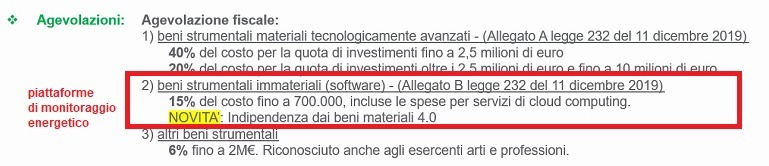 ❖ Agevolazioni: Agevolazione fiscale:
1) beni strumentali materiali tecnologicamente avanzati - (Allegato A legge 232 del 11 dicembre 2019)
40% del costo per la quota di investimenti fino a 2,5 milioni di euro
20% del costo per la quota di investimenti oltre i 2,5 milioni di euro e fino a 10 milioni di euro
2) beni strumentali immateriali (software) - (Allegato B legge 232 del 11 dicembre 2019)
15% del costo fino a 700.000, incluse le spese per servizi di cloud computing.
NOVITA': Indipendenza dai beni materiali 4.0
piattaforme
di monitoraggio
energetico
3) altri beni strumentali
6% fino a 2M€. Riconosciuto anche agli esercenti arti e professioni.